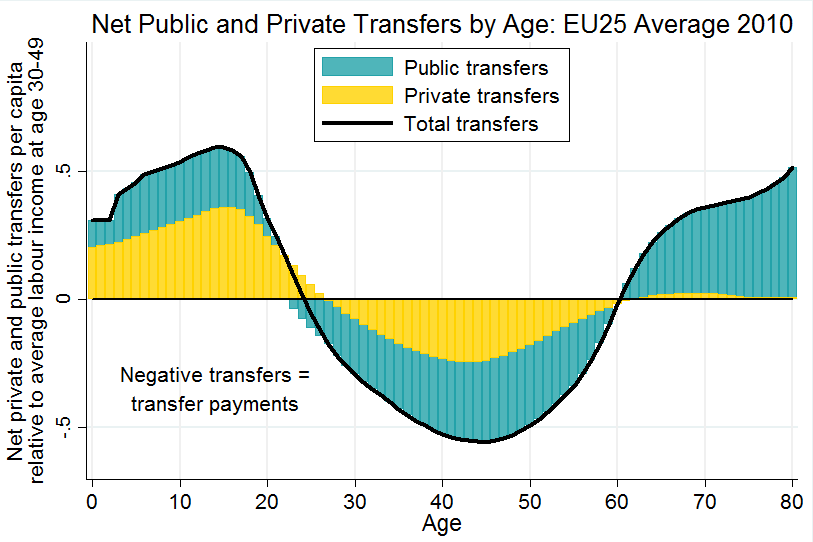 Net Public and Private Transfers by Age: EU25 Average 2010
Public transfers
Private transfers
Total transfers
Net private and public transfers per capita
relative to average labour income at age 30-49
.5
0
-.5
Negative transfers =
transfer payments
0 10 20 30 40 50 60 70 80
Age